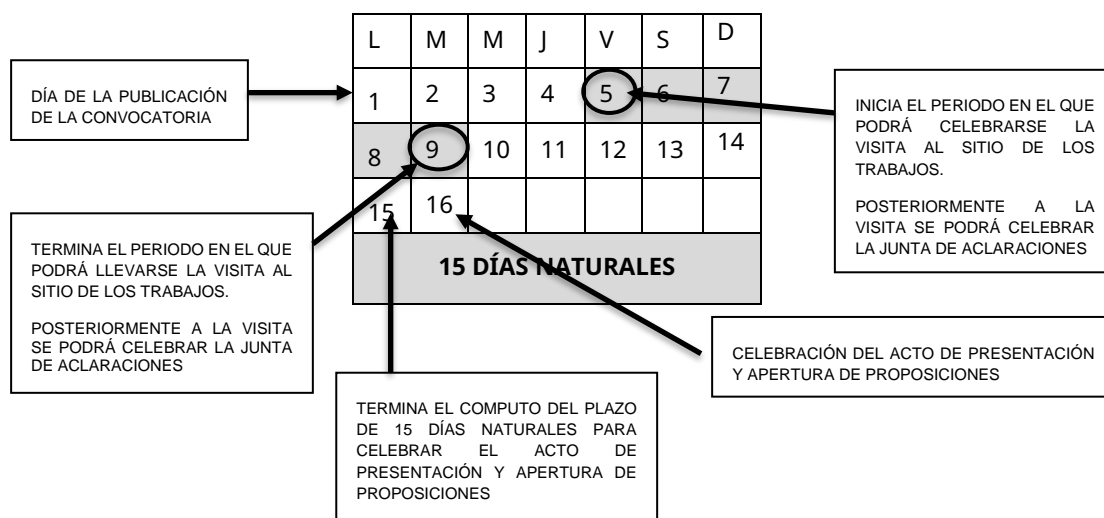 L M M J V S D
1 2 3 4 5 6 7
8 9 10 11 12 13 14
15 16
15 DÍAS NATURALES
DÍA DE LA PUBLICACIÓN
DE LA CONVOCATORIA
INICIA EL PERIODO EN EL QUE
PODRÁ CELEBRARSE LA
VISITA AL SITIO DE LOS
TRABAJOS.
POSTERIORMENTE A LA
VISITA SE PODRÁ CELEBRAR
LA JUNTA DE ACLARACIONES
TERMINA EL PERIODO EN EL QUE
PODRÁ LLEVARSE LA VISITA AL
SITIO DE LOS TRABAJOS.
POSTERIORMENTE A LA VISITA
SE PODRÁ CELEBRAR LA JUNTA
DE ACLARACIONES
CELEBRACIÓN DEL ACTO DE PRESENTACIÓN
Y APERTURA DE PROPOSICIONES
TERMINA EL COMPUTO DEL PLAZO
DE 15 DÍAS NATURALES PARA
CELEBRAR EL ACTO DE
PRESENTACIÓN Y APERTURA DE
PROPOSICIONES